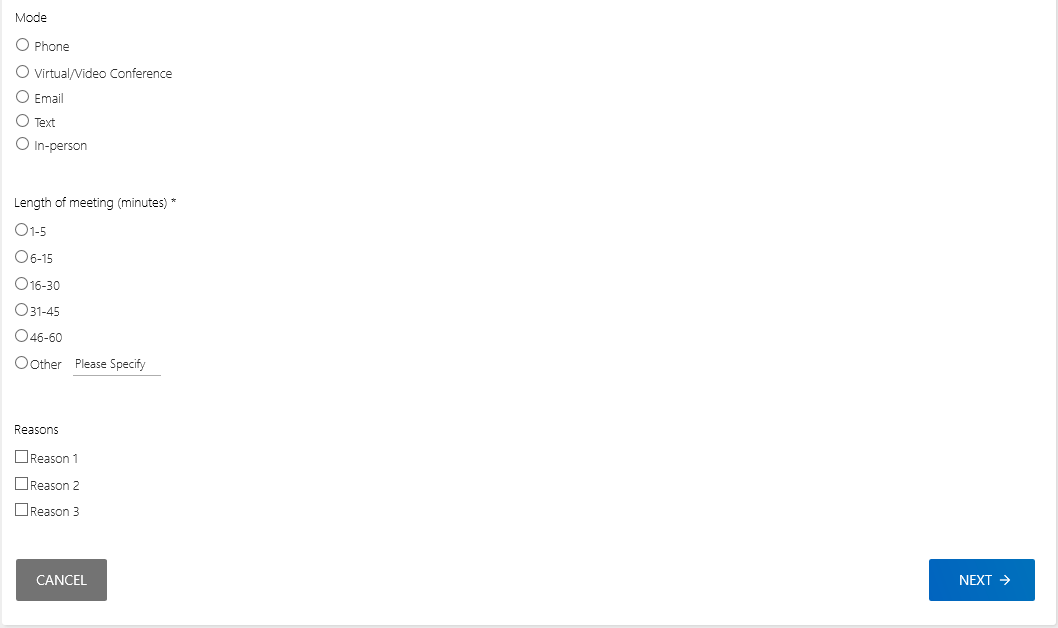 Mode
Phone
Virtual/Video Conference
Email
Text
In-person
Length of meeting (minutes) *
1-5
6-15
16-30
31-45
46-60
Other Please Specify
Reasons
Reason 1
Reason 2
Reason 3
CANCEL NEXT →